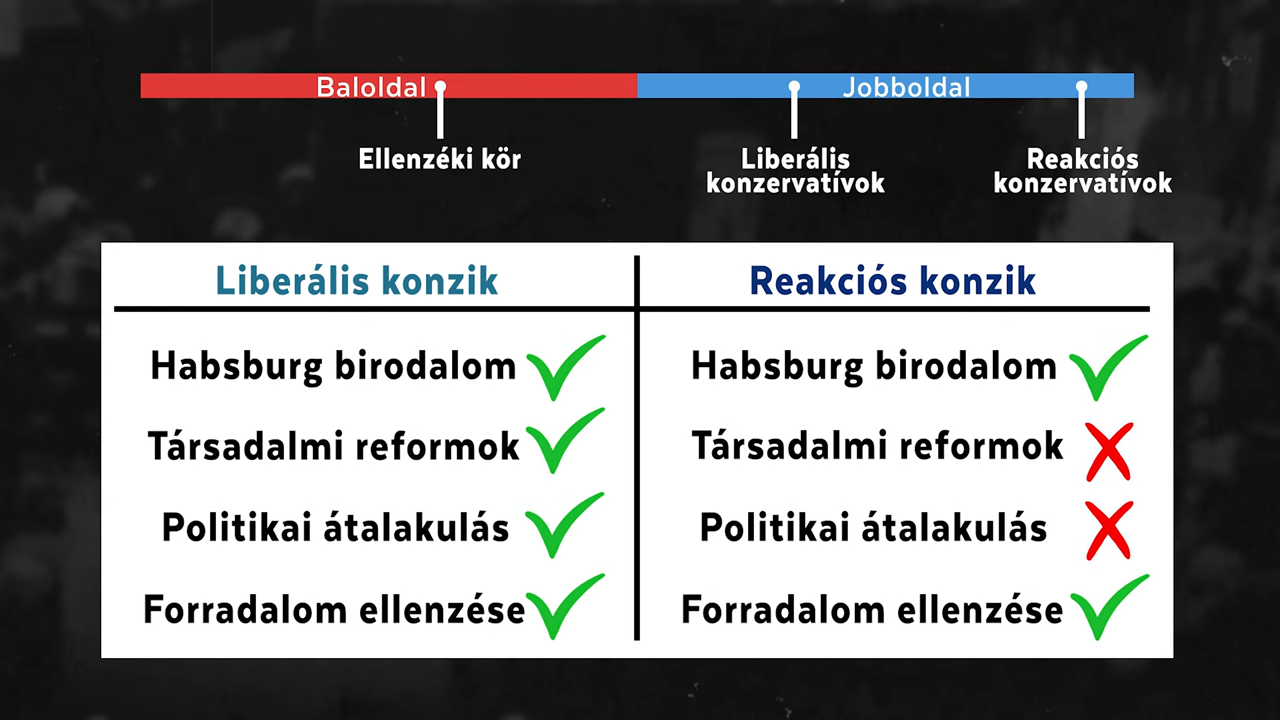 Baloldal
Jobboldal
Ellenzéki kör
Liberális
konzervatívok
Reakciós
konzervatívok
Liberális konzik
Reakciós konzik
Habsburg birodalom
Habsburg birodalom
Társadalmi reformok
Társadalmi reformok
Politikai átalakulás
Politikai átalakulás
Forradalom ellenzése
Forradalom ellenzése